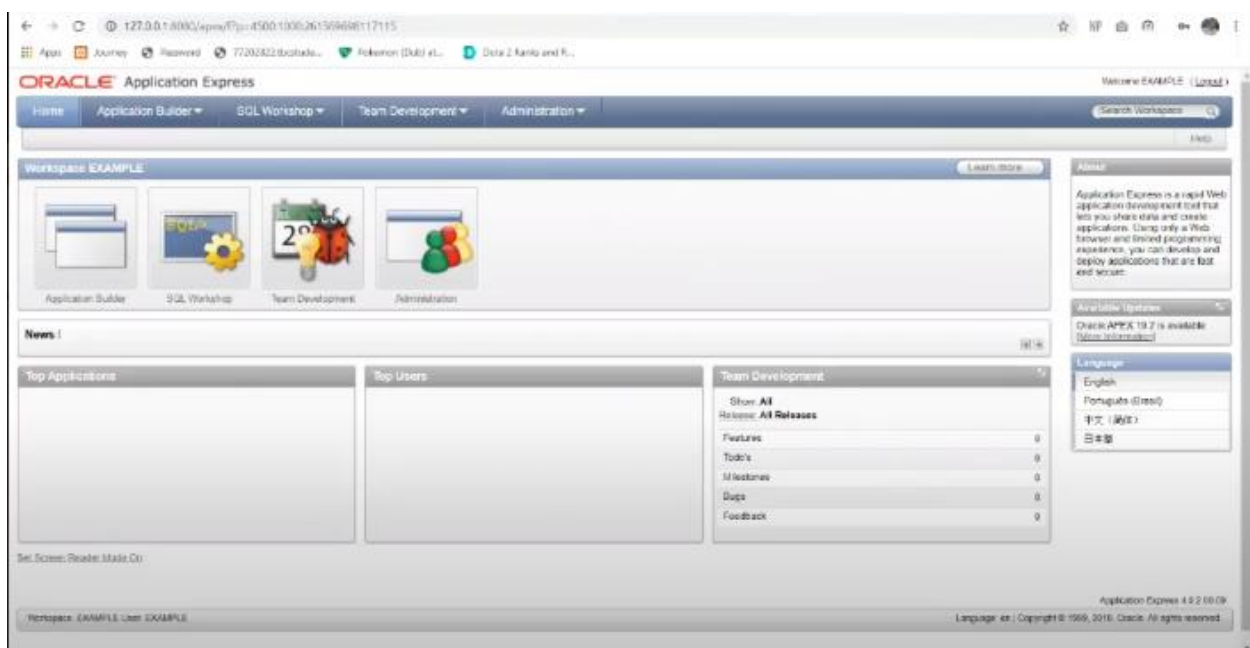 127.0.0.1:8080/apex/f?p=4500:1000:261569698117115
Apps Journey Password Pokemon (Dub) at... Dota 2 Ranks and R...
ORACLE Application Express
Welcome EXAMPLE (Logout)
Home Application Builder SQL Workshop Team Development Administration
Search Workspace
Help
Workspace EXAMPLE
Learn more
Application Builder SQL Workshop Team Development Administration
News
Top Applications
Top Users
Team Development
Show: All
Release: All Releases
Features 0
Todo's 0
Milestones 0
Bugs 0
Feedback 0
About
Application Express is a rapid Web
application development tool that
lets you share data and create
applications. Using only a Web
browser and limited programming
experience, you can develop and
deploy applications that are fast
and secure.
Available Updates
Oracle APEX 19.2 is available
[More Information]
Language
English
Português (Brasil)
中文 (简体)
日本語
Set Screen Reader Mode On
Application Express 4.0.2.00.09
Workspace: EXAMPLE User: EXAMPLE
Language: en | Copyright © 1999, 2010, Oracle. All rights reserved.